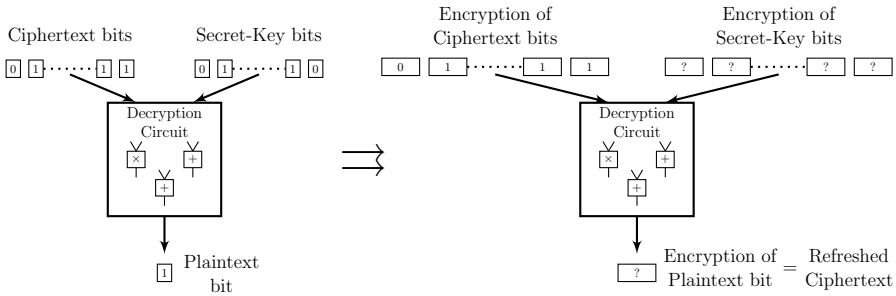 Ciphertext bits
Secret-Key bits
0 1 ........ 1 1
0 1 ........ 1 0
Decryption
Circuit
×
+
+
1
Plaintext
bit
⇒
Encryption of
Ciphertext bits
Encryption of
Secret-Key bits
0 1 ........ 1 1
? ? ........ ? ?
Decryption
Circuit
×
+
+
?
Encryption of
Plaintext bit
=
Refreshed
Ciphertext